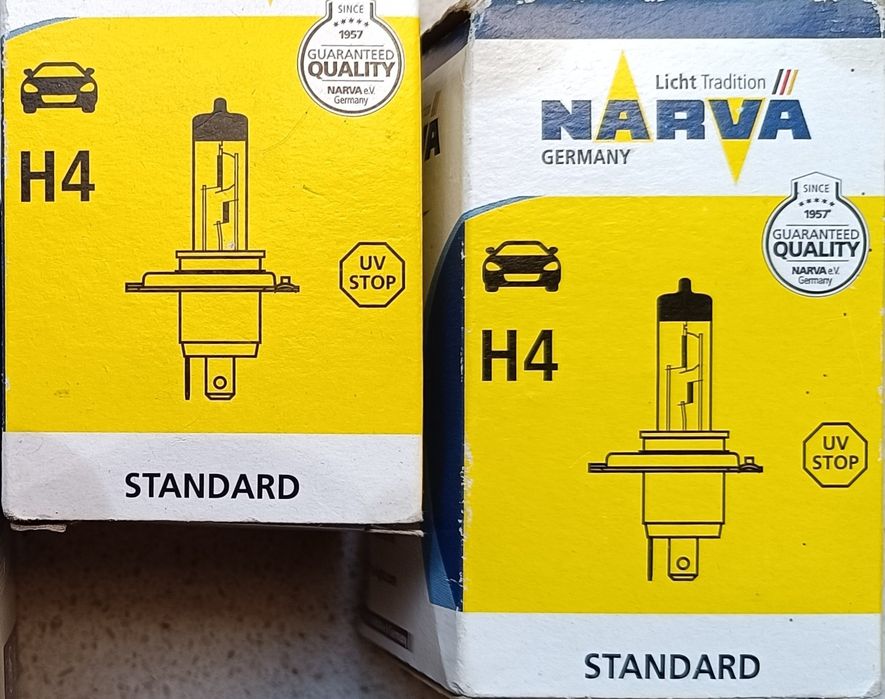 SINCE
1957
GUARANTEED
QUALITY
NARVA e.V.
Germany
H4
UV
STOP
STANDARD
Licht Tradition
NARVA
GERMANY
SINCE
1957
GUARANTEED
QUALITY
NARVA e.V.
Germany
H4
UV
STOP
STANDARD